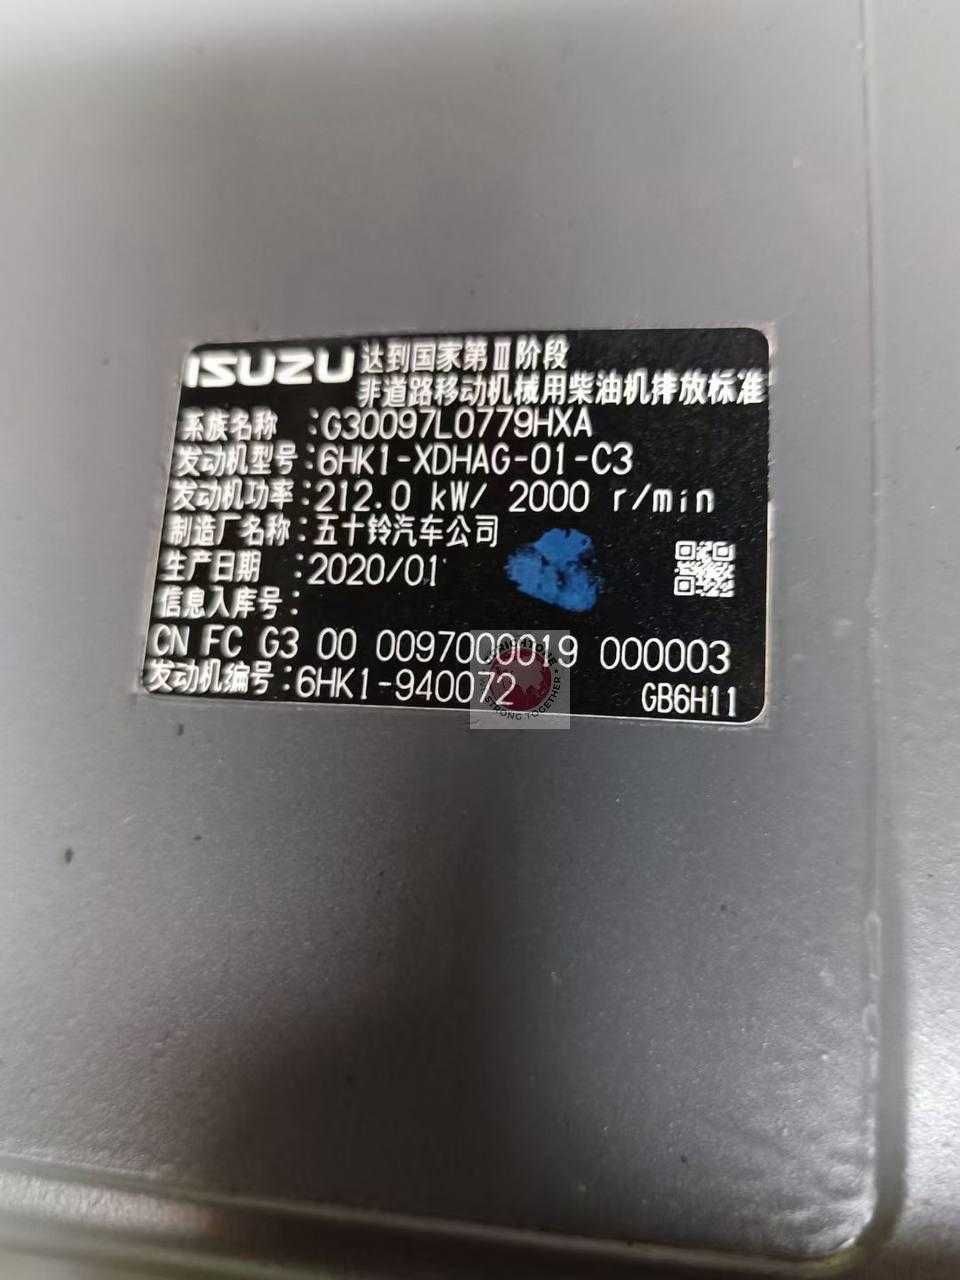 ISUZU 达到国家第Ⅲ阶段
非道路移动机械用柴油机排放标准
系族名称 :G30097L0779HXA
发动机型号:6HK1-XDHAG-01-C3
发动机功率:212.0 kW/ 2000 r/min
制造厂名称:五十铃汽车公司
生产日期 :2020/01
信息入库号:
CN FC G3 00 0097000019 000003
发动机编号:6HK1-940072
GB6H11
STRONG TOGETHER